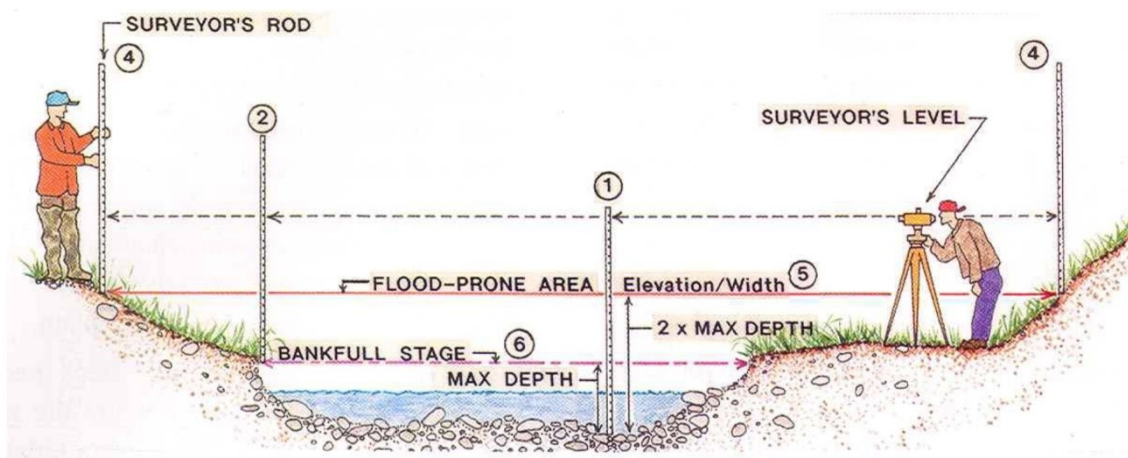 SURVEYOR'S ROD
4
4
2
SURVEYOR'S LEVEL
1
FLOOD-PRONE AREA Elevation/Width 5
2 x MAX DEPTH
BANKFULL STAGE 6
MAX DEPTH